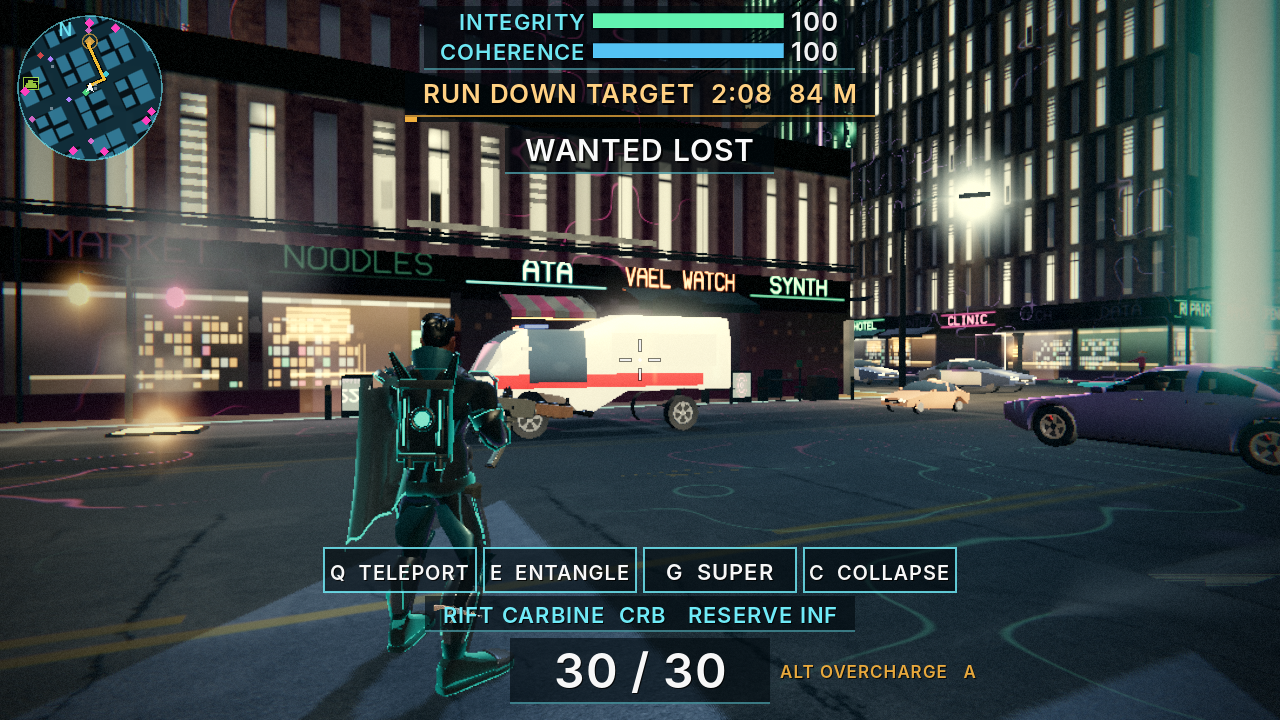 N
INTEGRITY 100
COHERENCE 100
RUN DOWN TARGET 2:08 84 M
WANTED LOST
MARKET
NOODLES
ATA
VAEL WATCH
SYNTH
HOTEL
CLINIC
DATA
REPAIR
Q TELEPORT
E ENTANGLE
G SUPER
C COLLAPSE
RIFT CARBINE CRB RESERVE INF
30 / 30
ALT OVERCHARGE A